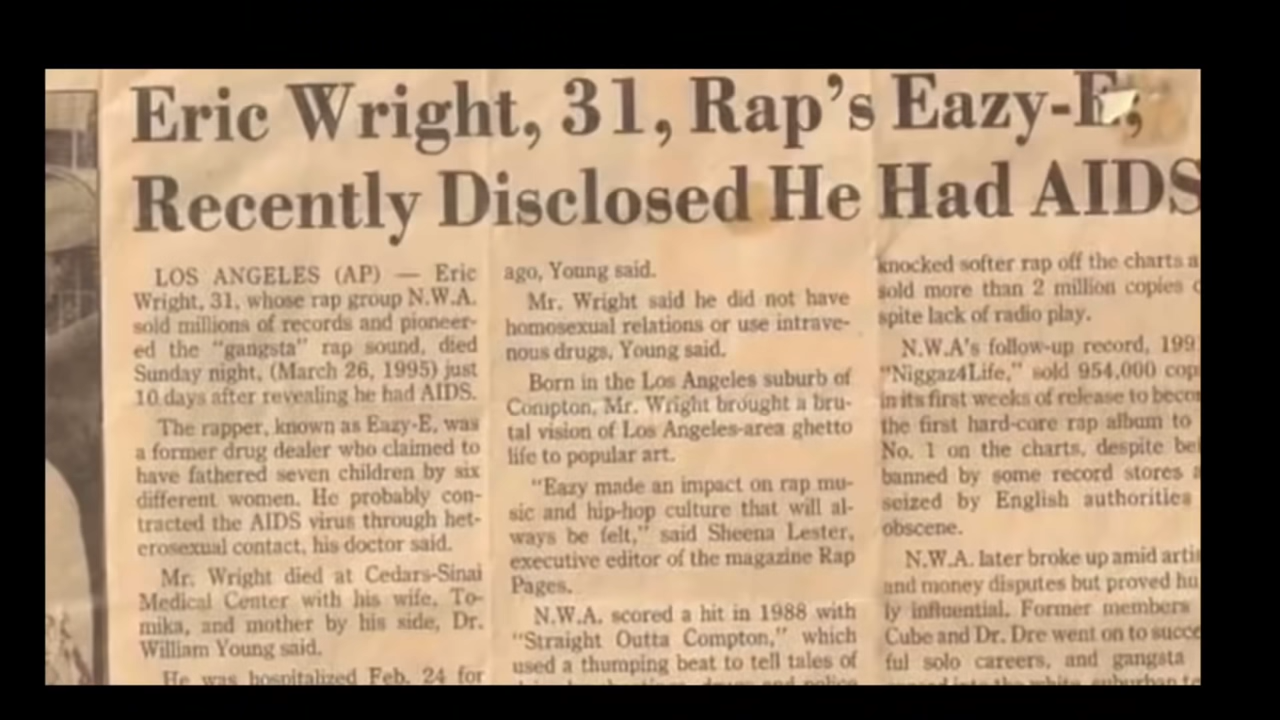 Eric Wright, 31, Rap's Eazy-E,
Recently Disclosed He Had AIDS
LOS ANGELES (AP) — Eric
Wright, 31, whose rap group N.W.A.
sold millions of records and pioneer-
ed the "gangsta" rap sound, died
Sunday night, (March 26, 1995) just
10 days after revealing he had AIDS.
The rapper, known as Eazy-E, was
a former drug dealer who claimed to
have fathered seven children by six
different women. He probably con-
tracted the AIDS virus through het-
erosexual contact, his doctor said.
Mr. Wright died at Cedars-Sinai
Medical Center with his wife, To-
mika, and mother by his side, Dr.
William Young said.
He was hospitalized Feb. 24 for
ago, Young said.
Mr. Wright said he did not have
homosexual relations or use intrave-
nous drugs, Young said.
Born in the Los Angeles suburb of
Compton, Mr. Wright brought a bru-
tal vision of Los Angeles-area ghetto
life to popular art.
"Eazy made an impact on rap mu-
sic and hip-hop culture that will al-
ways be felt," said Sheena Lester,
executive editor of the magazine Rap
Pages.
N.W.A. scored a hit in 1988 with
"Straight Outta Compton," which
used a thumping beat to tell tales of
knocked softer rap off the charts a
sold more than 2 million copies
spite lack of radio play.
N.W.A's follow-up record, 199
"Niggaz4Life," sold 954,000 cop
in its first weeks of release to beco
the first hard-core rap album to
No. 1 on the charts, despite be
banned by some record stores a
seized by English authorities
obscene.
N.W.A. later broke up amid arti
and money disputes but proved hu
ly influential. Former members
Cube and Dr. Dre went on to succe
ful solo careers, and gangsta